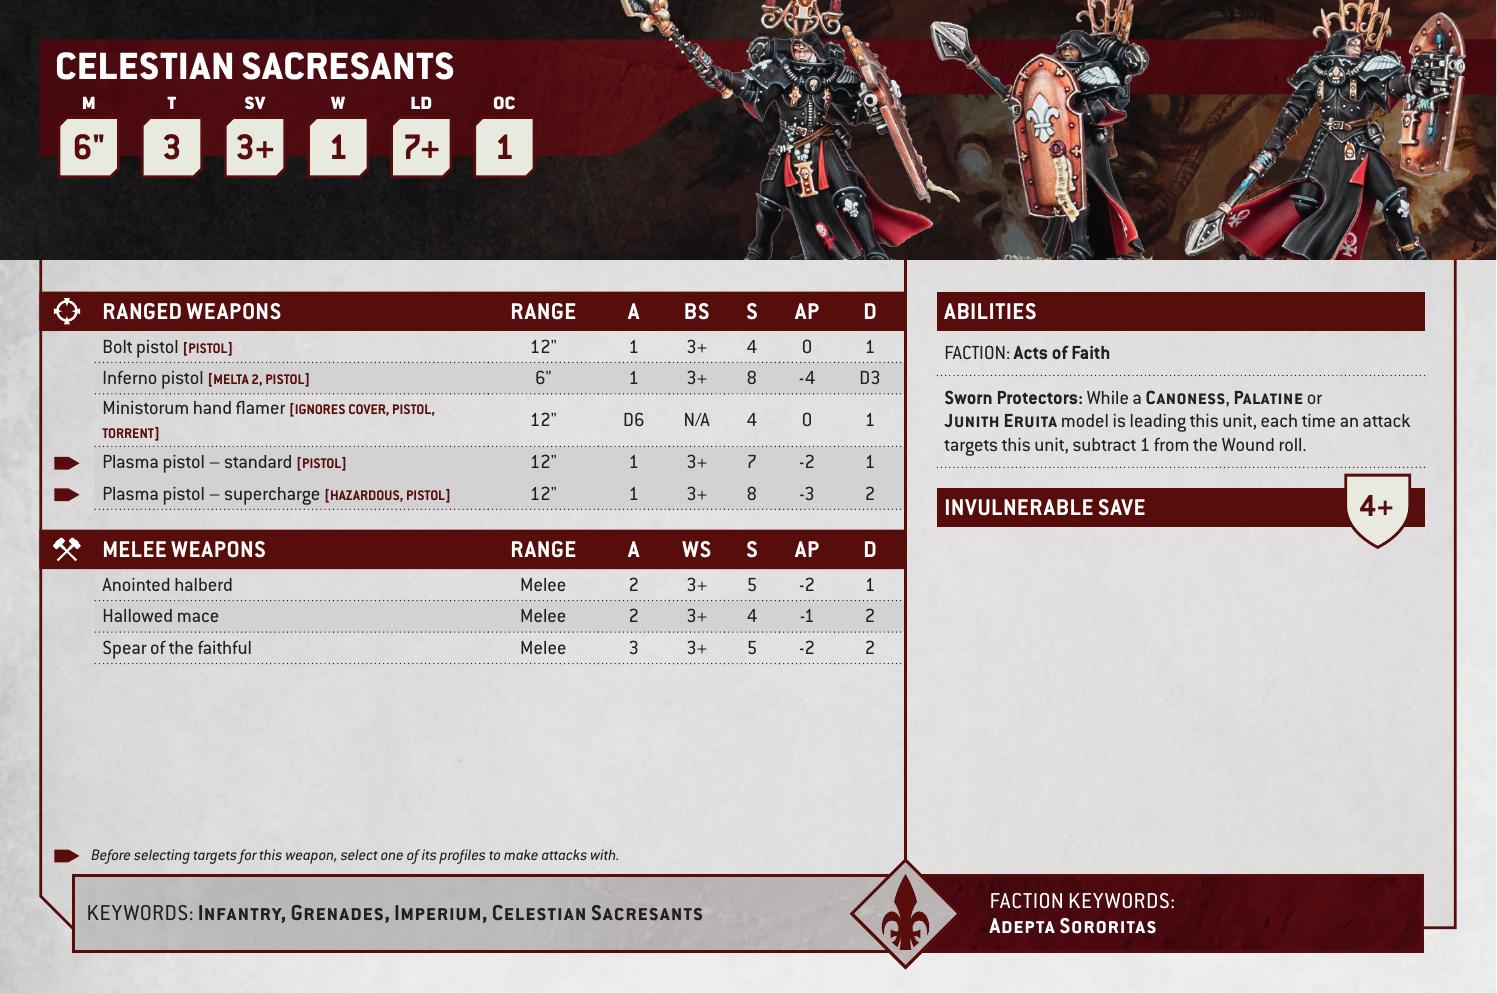 CELESTIAN SACRESANTS
M T SV W LD OC
6" 3 3+ 1 7+ 1
RANGED WEAPONS RANGE A BS S AP D
Bolt pistol [PISTOL] 12" 1 3+ 4 0 1
Inferno pistol [MELTA 2, PISTOL] 6" 1 3+ 8 -4 D3
Ministorum hand flamer [IGNORES COVER, PISTOL,
TORRENT] 12" D6 N/A 4 0 1
Plasma pistol – standard [PISTOL] 12" 1 3+ 7 -2 1
Plasma pistol – supercharge [HAZARDOUS, PISTOL] 12" 1 3+ 8 -3 2
MELEE WEAPONS RANGE A WS S AP D
Anointed halberd Melee 2 3+ 5 -2 1
Hallowed mace Melee 2 3+ 4 -1 2
Spear of the faithful Melee 3 3+ 5 -2 2
Before selecting targets for this weapon, select one of its profiles to make attacks with.
ABILITIES
FACTION: Acts of Faith
Sworn Protectors: While a CANONESS, PALATINE or
JUNITH ERUITA model is leading this unit, each time an attack
targets this unit, subtract 1 from the Wound roll.
INVULNERABLE SAVE 4+
KEYWORDS: INFANTRY, GRENADES, IMPERIUM, CELESTIAN SACRESANTS
FACTION KEYWORDS:
ADEPTA SORORITAS